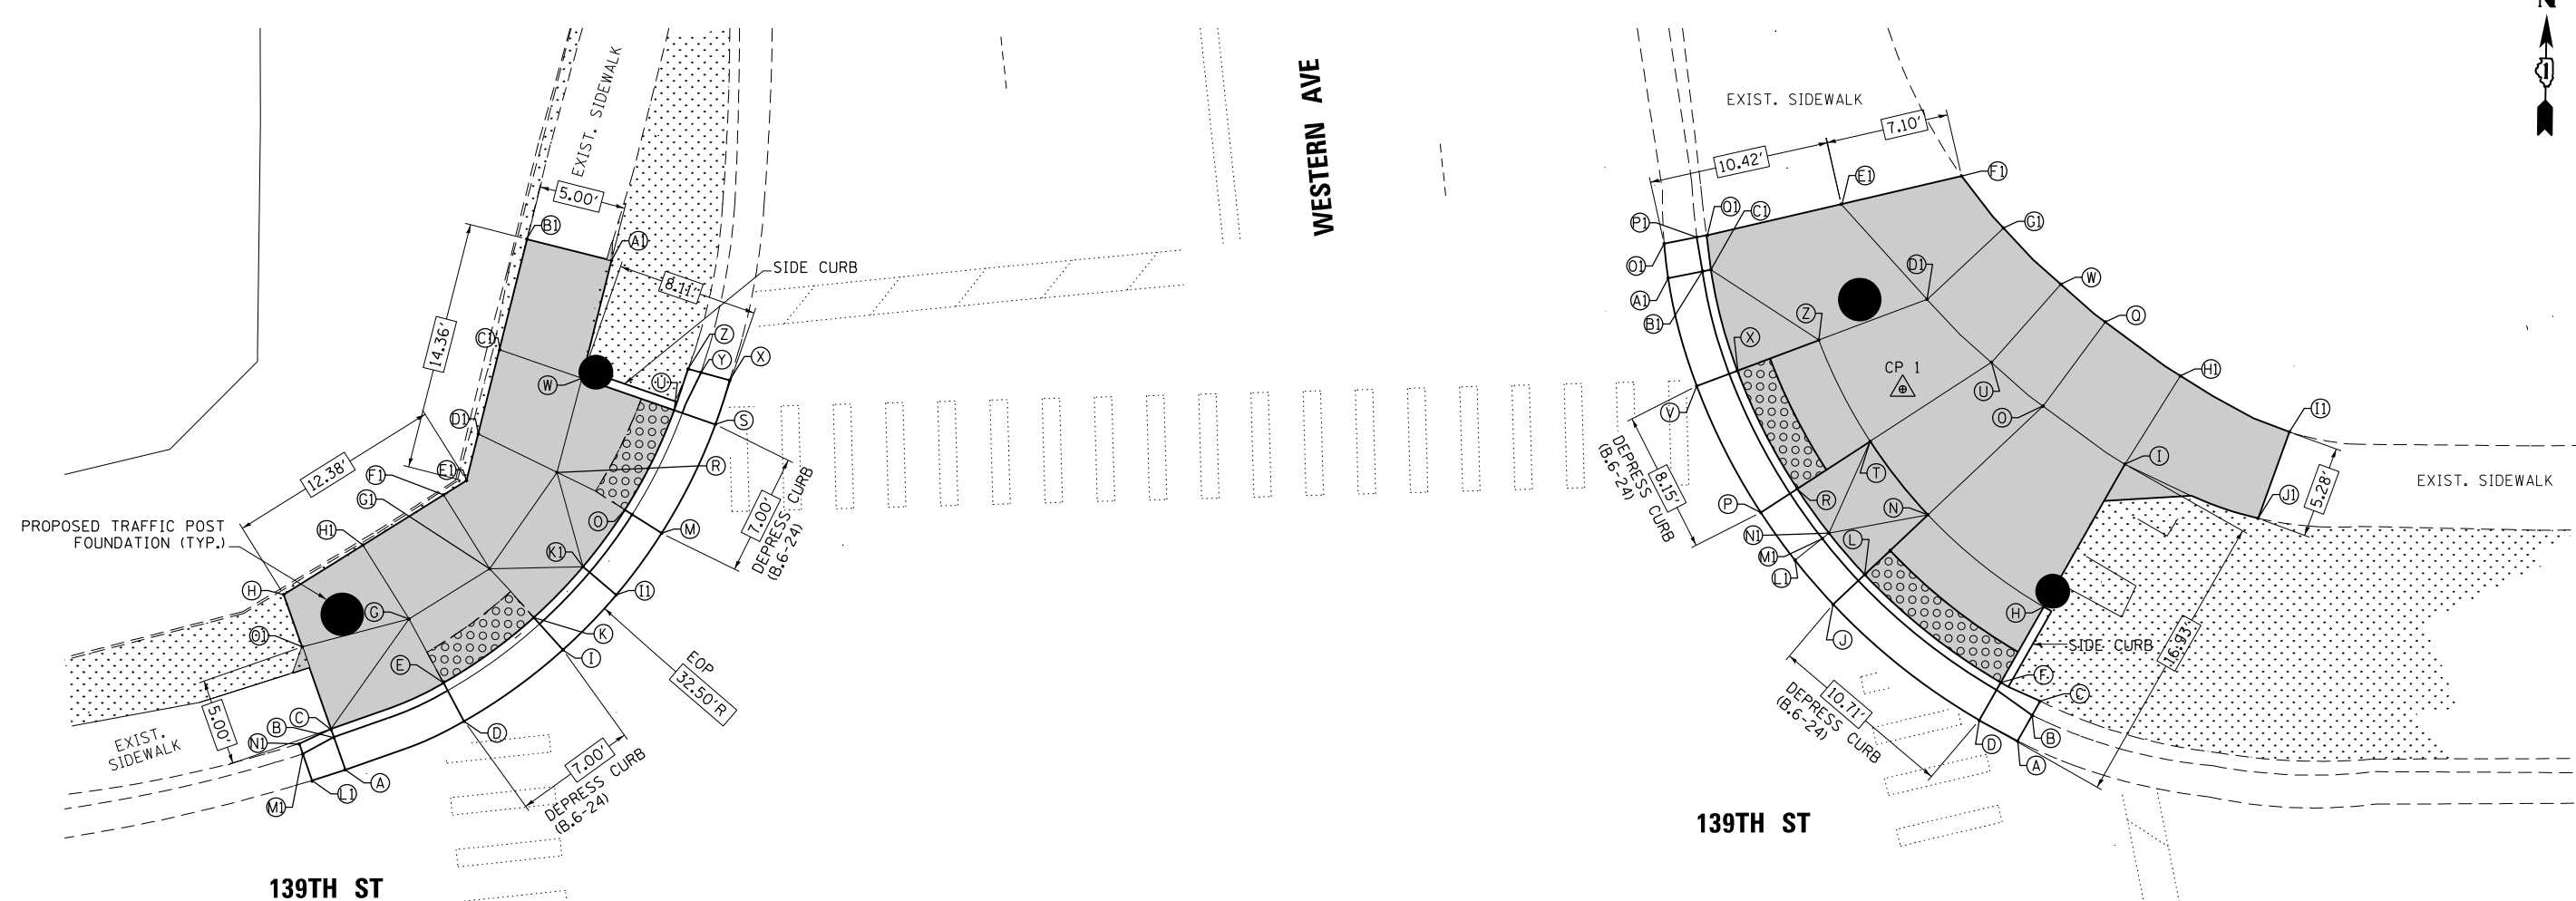 N
1
WESTERN AVE
EXIST. SIDEWALK
5.00'
B1
A1
8.11'
SIDE CURB
14.36'
C1
W
U
Z
Y
X
D1
S
12.38'
F1
E1
R
G1
7.00'
DEPRESS CURB
(B.6-24)
PROPOSED TRAFFIC POST
FOUNDATION (TYP.)
H1
O
M
K1
H
G
I1
O1
E
K
I
EOP
32.50'R
5.00'
C
B
N1
D
EXIST.
SIDEWALK
A
L1
M1
7.00'
DEPRESS CURB
(B.6-24)
139TH ST
EXIST. SIDEWALK
7.10'
10.42'
E1
F1
P1
Q1
C1
G1
O1
D1
W
A1
B1
Z
Q
X
CP 1
H1
V
U
O
I1
8.15'
DEPRESS CURB
(B.6-24)
I
T
R
J1
5.28'
EXIST. SIDEWALK
P
N
N1
L
M1
L1
H
J
SIDE CURB
16.93'
F
C
10.71'
DEPRESS CURB
(B.6-24)
D
B
A
139TH ST